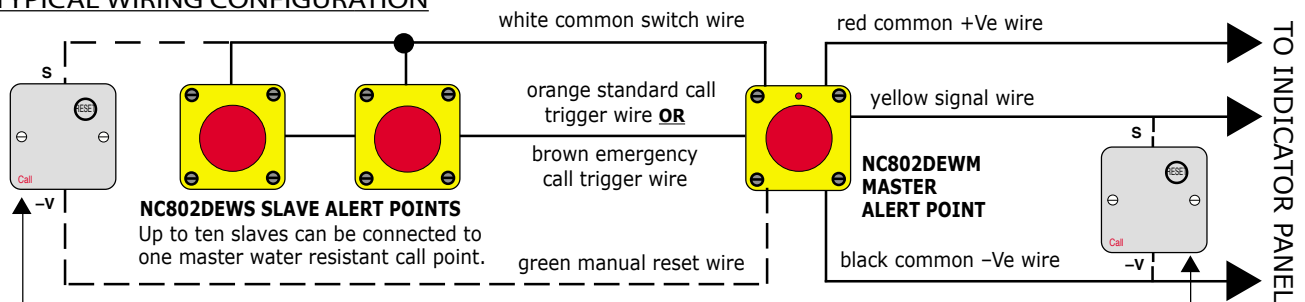 TYPICAL WIRING CONFIGURATION
white common switch wire
red common +Ve wire
S
RESET
Call
–V
orange standard call
trigger wire OR
brown emergency
call trigger wire
yellow signal wire
NC802DEWS SLAVE ALERT POINTS
Up to ten slaves can be connected to
one master water resistant call point.
green manual reset wire
NC802DEWM
MASTER
ALERT POINT
black common –Ve wire
S
RESET
Call
–V
TO INDICATOR PANEL